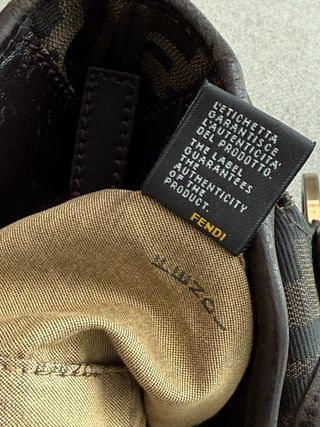 L'ETICHETTA
GARANTISCE
L'AUTENTICITA'
DEL PRODOTTO.
THE LABEL
GUARANTEES
THE AUTHENTICITY
OF THE
PRODUCT.
FENDI